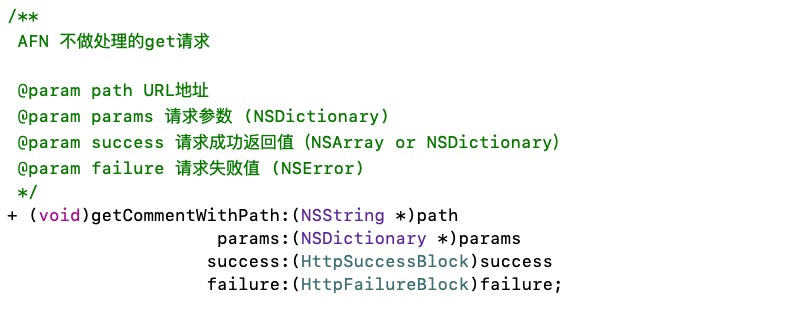 /**
 AFN 不做处理的get请求

 @param path URL地址
 @param params 请求参数 (NSDictionary)
 @param success 请求成功返回值（NSArray or NSDictionary）
 @param failure 请求失败值 (NSError)
 */
+ (void)getCommentWithPath:(NSString *)path
                    params:(NSDictionary *)params
                   success:(HttpSuccessBlock)success
                   failure:(HttpFailureBlock)failure;